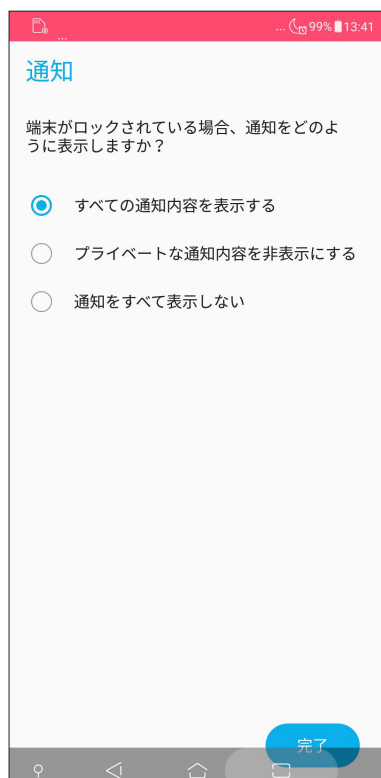 ... 99% 13:41
...
通知
端末がロックされている場合、通知をどのよ
うに表示しますか？
すべての通知内容を表示する
プライベートな通知内容を非表示にする
通知をすべて表示しない
完了